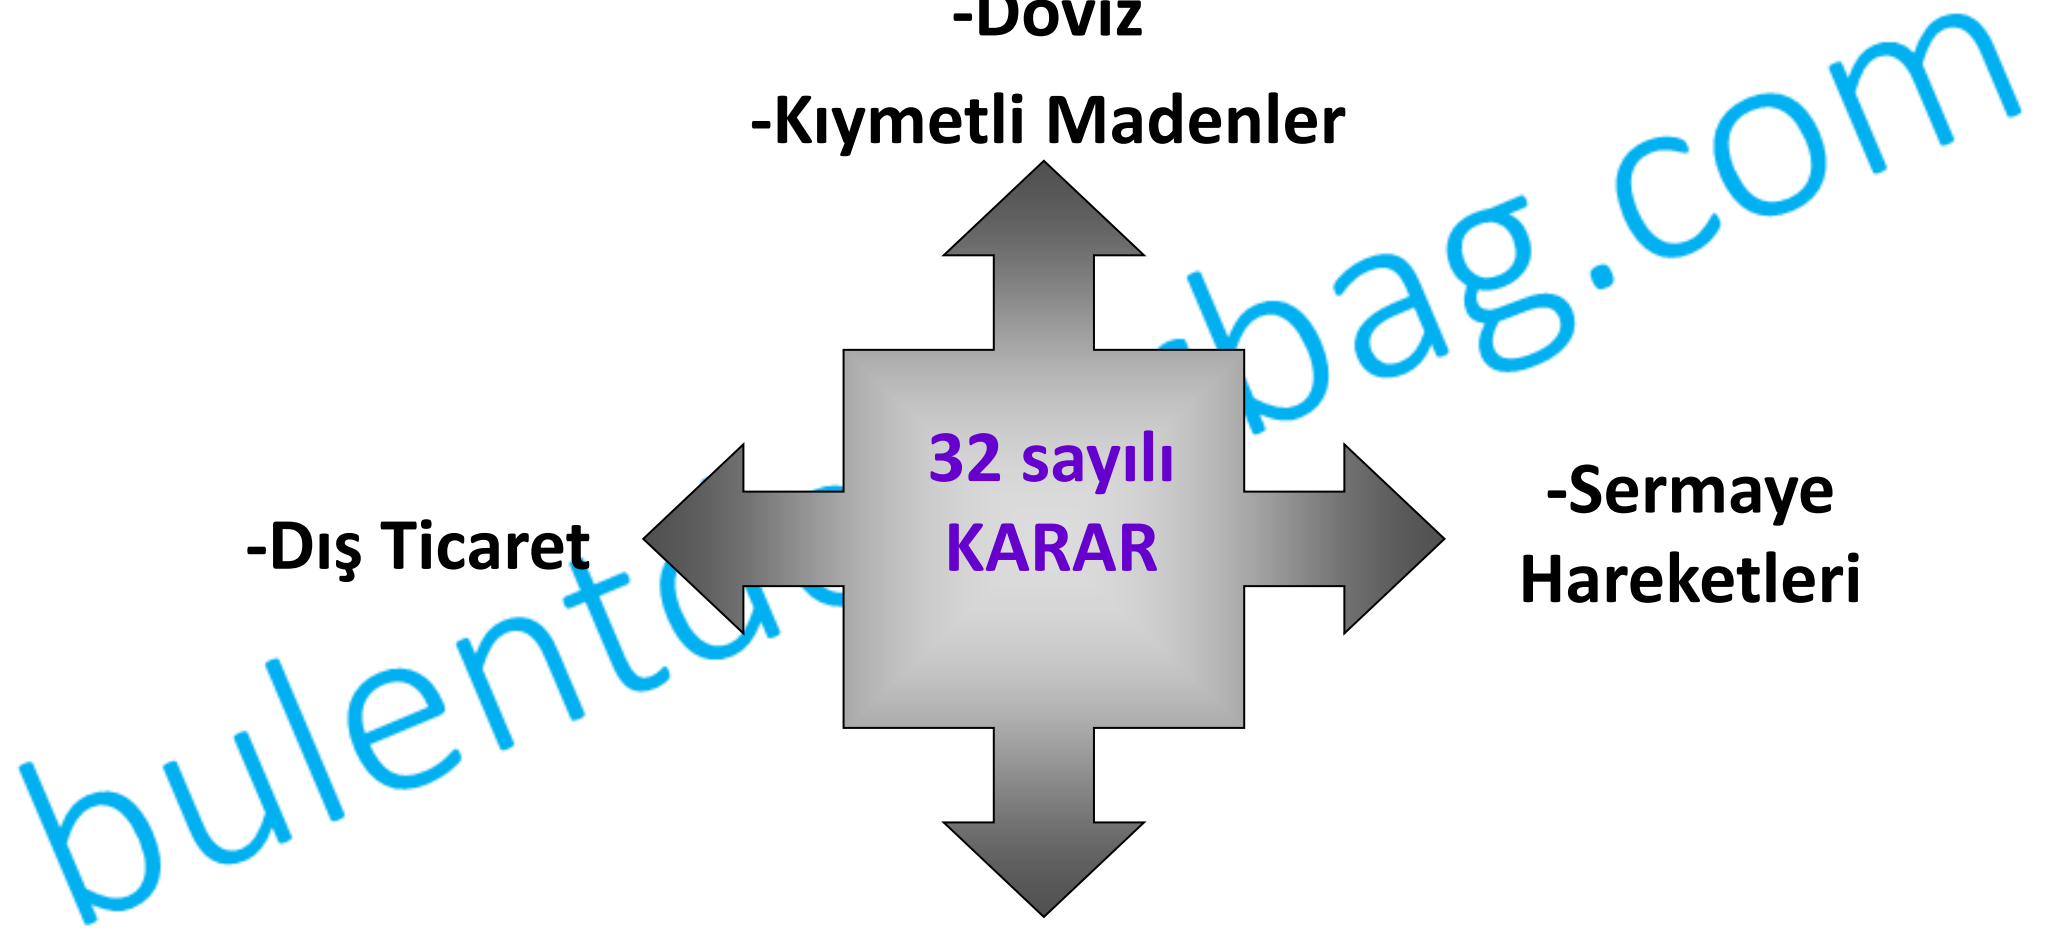 -Döviz
-Kıymetli Madenler
32 sayılı
KARAR
-Dış Ticaret
-Sermaye
Hareketleri